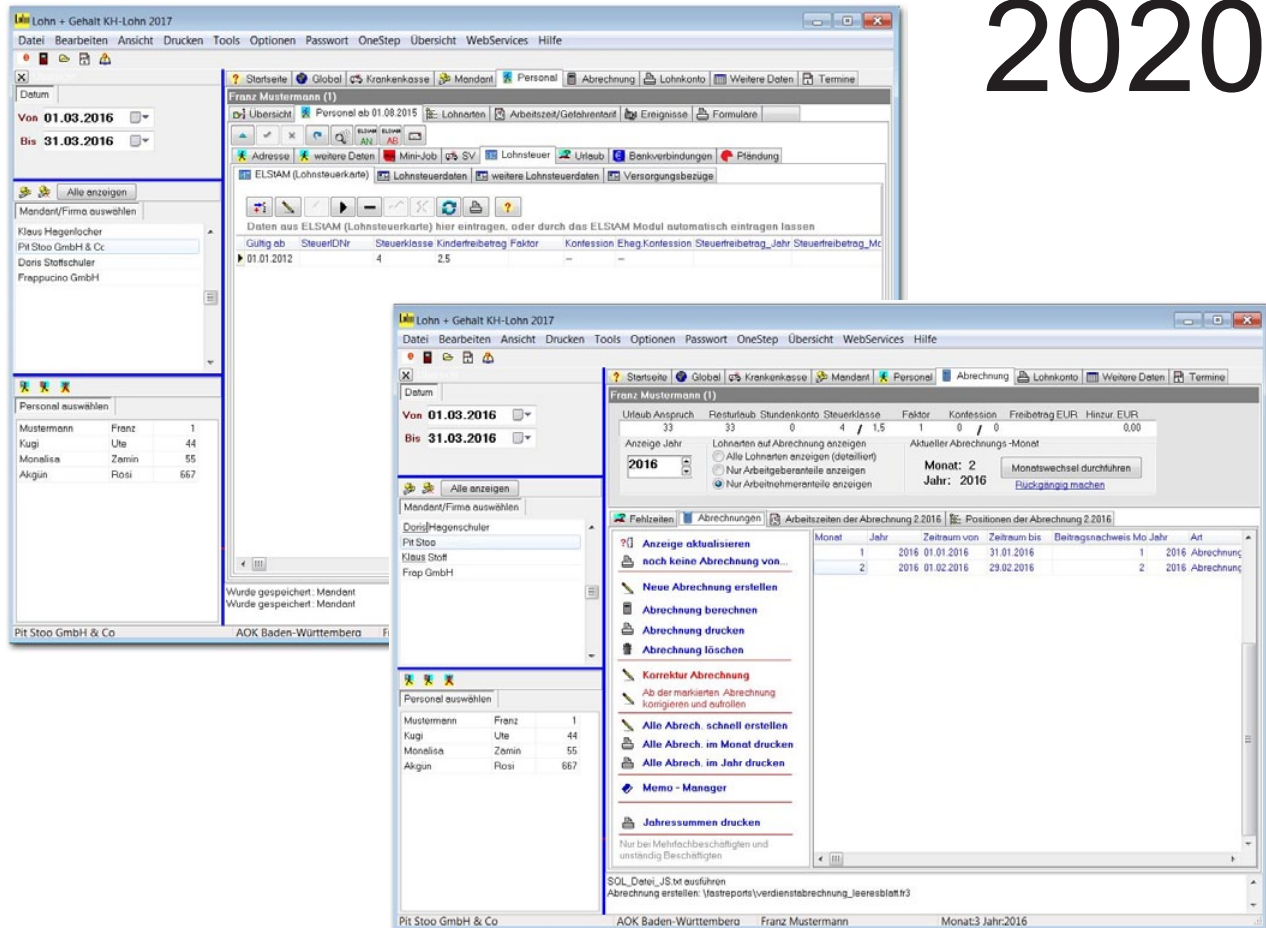 2020
Lohn + Gehalt KH-Lohn 2017
Datei Bearbeiten Ansicht Drucken Tools Optionen Passwort OneStep Übersicht WebServices Hilfe
Startseite Global Krankenkasse Mandant Personal Abrechnung Lohnkonto Weitere Daten Termine
Datum
Franz Mustermann (1)
Von 01.03.2016
Bis 31.03.2016
Übersicht Personal ab 01.08.2015 Lohnarten Arbeitszeit/Gefahrentarif Ereignisse Formulare
ELStAM AN ELStAM AB
Adresse weitere Daten Mini-Job SV Lohnsteuer Urlaub Bankverbindungen Pfändung
ELStAM (Lohnsteuerkarte) Lohnsteuerdaten weitere Lohnsteuerdaten Versorgungsbezüge
Alle anzeigen
Mandant/Firma auswählen
Klaus Hagenlocher
Pit Stoo GmbH & Cc
Doris Stoffschuler
Frappucino GmbH
Daten aus ELStAM (Lohnsteuerkarte) hier eintragen, oder durch das ELStAM Modul automatisch eintragen lassen
Gültig ab SteuerIDNr Steuerklasse Kinderfreibetrag Faktor Konfession Eheg.Konfession Steuerfreibetrag_Jahr Steuerfreibetrag_Mo
01.01.2012 4 2,5 -- --
Personal auswählen
Mustermann Franz 1
Kugi Ute 44
Monalisa Zamin 55
Akgün Rosi 667
Wurde gespeichert: Mandant
Wurde gespeichert: Mandant
Pit Stoo GmbH & Co AOK Baden-Württemberg
Lohn + Gehalt KH-Lohn 2017
Datei Bearbeiten Ansicht Drucken Tools Optionen Passwort OneStep Übersicht WebServices Hilfe
Startseite Global Krankenkasse Mandant Personal Abrechnung Lohnkonto Weitere Daten Termine
Datum
Von 01.03.2016
Bis 31.03.2016
Franz Mustermann (1)
Urlaub Anspruch Resturlaub Stundenkonto Steuerklasse Faktor Konfession Freibetrag EUR Hinzur. EUR
33 33 0 4 / 1,5 1 0 / 0 0,00
Anzeige Jahr
2016
Lohnarten auf Abrechnung anzeigen
Alle Lohnarten anzeigen (detailliert)
Nur Arbeitgeberanteile anzeigen
Nur Arbeitnehmeranteile anzeigen
Aktueller Abrechnungs -Monat
Monat: 2
Jahr: 2016
Monatswechsel durchführen
Rückgängig machen
Alle anzeigen
Mandant/Firma auswählen
Doris Hagenschuler
Pit Stoo
Klaus Stoff
Frap GmbH
Fehlzeiten Abrechnungen Arbeitszeiten der Abrechnung 2.2016 Positionen der Abrechnung 2.2016
Anzeige aktualisieren
noch keine Abrechnung von...
Neue Abrechnung erstellen
Abrechnung berechnen
Abrechnung drucken
Abrechnung löschen
Korrektur Abrechnung
Ab der markierten Abrechnung
korrigieren und aufrollen
Alle Abrech. schnell erstellen
Alle Abrech. im Monat drucken
Alle Abrech. im Jahr drucken
Memo - Manager
Jahressummen drucken
Nur bei Mehrfachbeschäftigten und
unständig Beschäftigten
Monat Jahr Zeitraum von Zeitraum bis Beitragsnachweis Mo Jahr Art
1 2016 01.01.2016 31.01.2016 1 2016 Abrechnung
2 2016 01.02.2016 29.02.2016 2 2016 Abrechnung
Personal auswählen
Mustermann Franz 1
Kugi Ute 44
Monalisa Zamin 55
Akgün Rosi 667
SQL_Datei_JS.txt ausführen
Abrechnung erstellen: \fastreports\verdienstabrechnung_leeresblatt.fr3
Pit Stoo GmbH & Co AOK Baden-Württemberg Franz Mustermann Monat:3 Jahr:2016